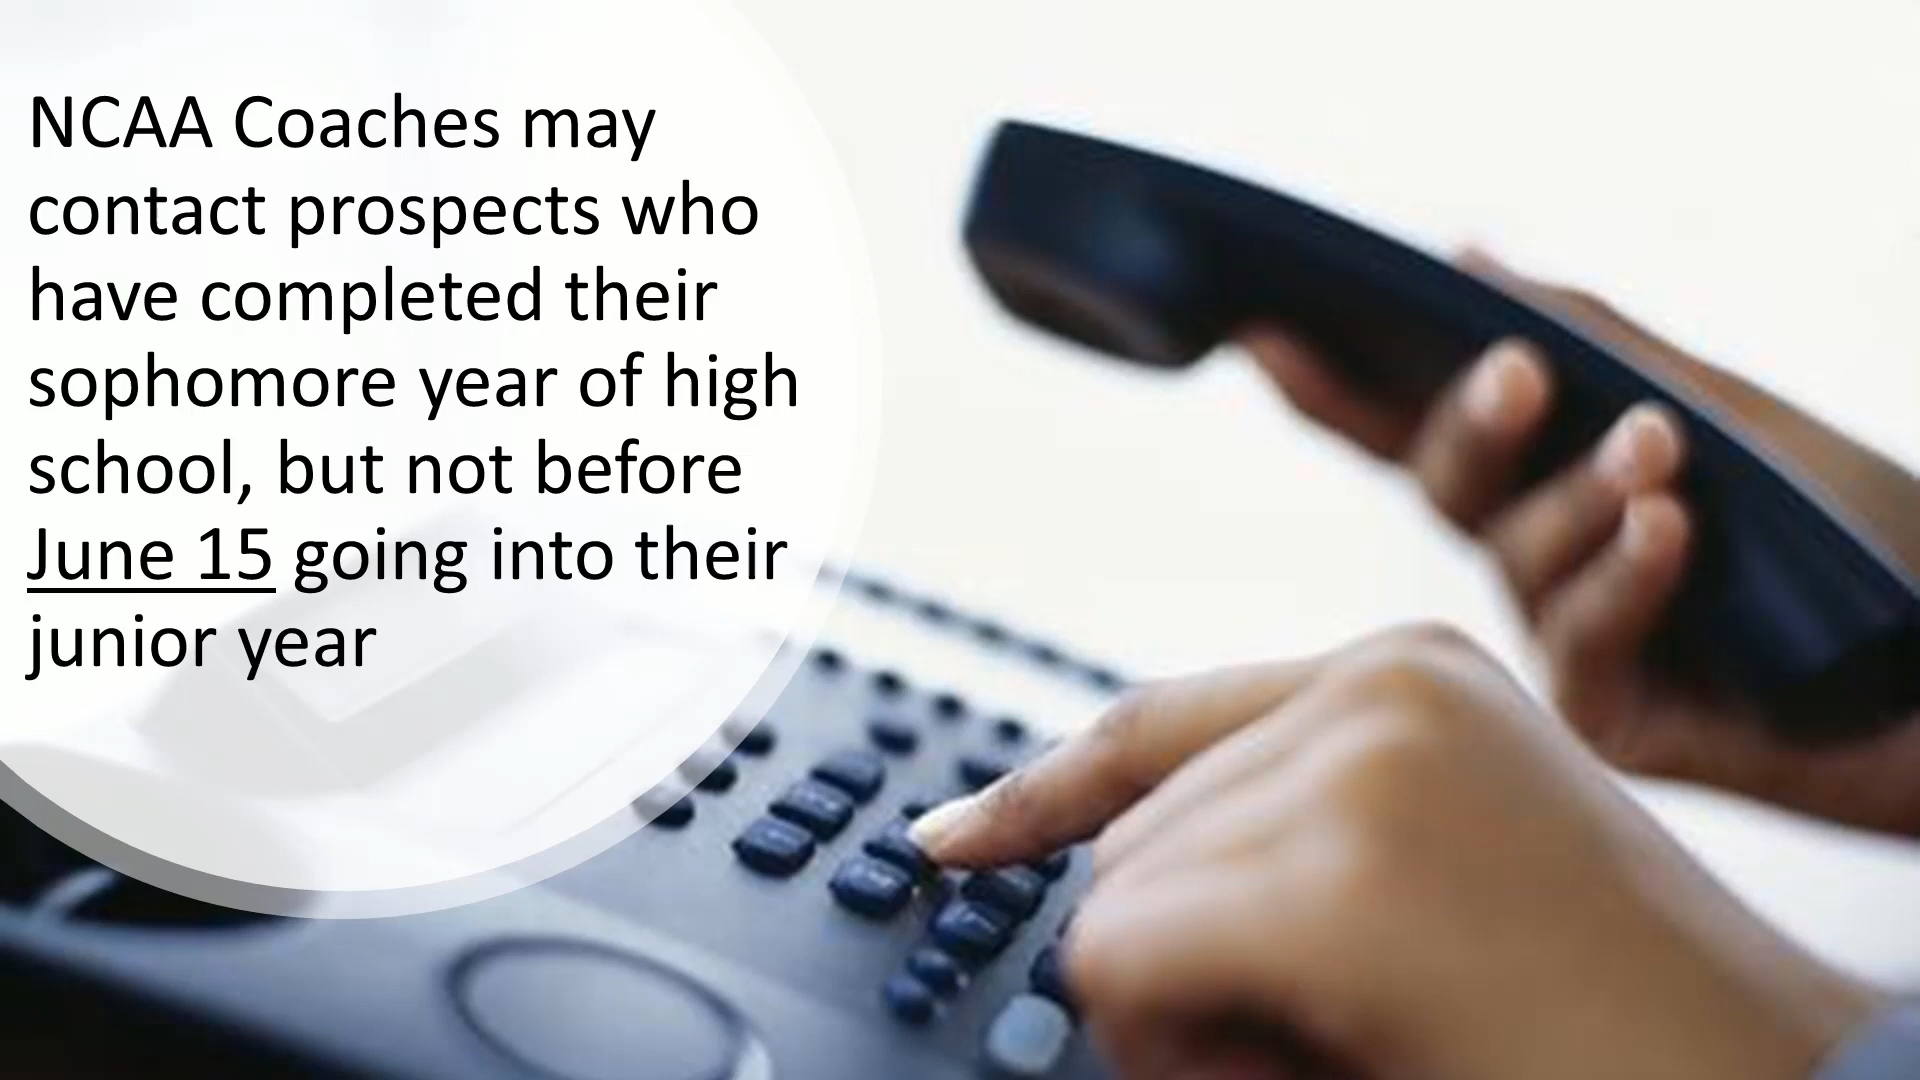 NCAA Coaches may
contact prospects who
have completed their
sophomore year of high
school, but not before
June 15 going into their
junior year